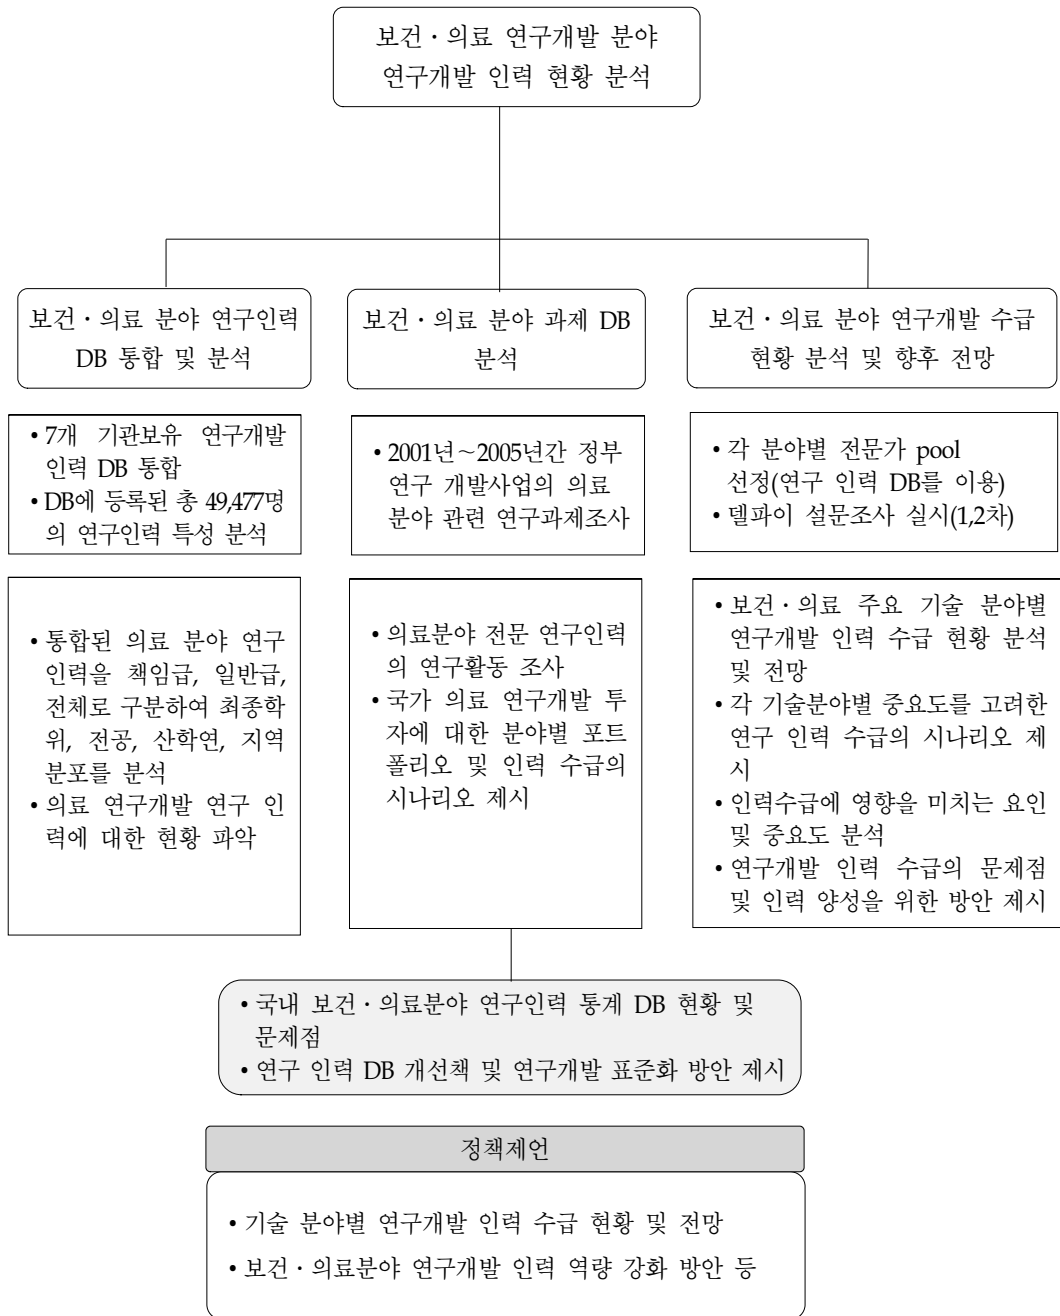 보건·의료 연구개발 분야
연구개발 인력 현황 분석
보건·의료 분야 연구인력
DB 통합 및 분석
보건·의료 분야 과제 DB
분석
보건·의료 분야 연구개발 수급
현황 분석 및 향후 전망
• 7개 기관보유 연구개발
인력 DB 통합
• DB에 등록된 총 49,477명
의 연구인력 특성 분석
• 2001년~2005년간 정부
연구 개발사업의 의료
분야 관련 연구과제조사
• 각 분야별 전문가 pool
선정(연구 인력 DB를 이용)
• 델파이 설문조사 실시(1,2차)
• 통합된 의료 분야 연구
인력을 책임급, 일반급,
전체로 구분하여 최종학
위, 전공, 산학연, 지역
분포를 분석
• 의료 연구개발 연구 인
력에 대한 현황 파악
• 의료분야 전문 연구인력
의 연구활동 조사
• 국가 의료 연구개발 투
자에 대한 분야별 포트
폴리오 및 인력 수급의
시나리오 제시
• 보건·의료 주요 기술 분야별
연구개발 인력 수급 현황 분석
및 전망
• 각 기술분야별 중요도를 고려한
연구 인력 수급의 시나리오 제
시
• 인력수급에 영향을 미치는 요인
및 중요도 분석
• 연구개발 인력 수급의 문제점
및 인력 양성을 위한 방안 제시
• 국내 보건·의료분야 연구인력 통계 DB 현황 및
문제점
• 연구 인력 DB 개선책 및 연구개발 표준화 방안 제시
정책제언
• 기술 분야별 연구개발 인력 수급 현황 및 전망
• 보건·의료분야 연구개발 인력 역량 강화 방안 등